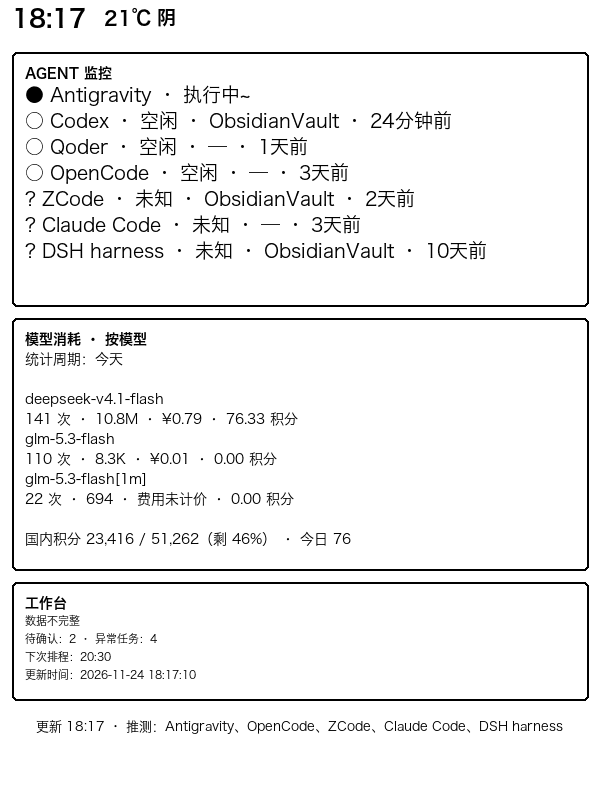 18:17 21℃ 阴
AGENT 监控
● Antigravity · 执行中~
○ Codex · 空闲 · ObsidianVault · 24分钟前
○ Qoder · 空闲 · — · 1天前
○ OpenCode · 空闲 · — · 3天前
? ZCode · 未知 · ObsidianVault · 2天前
? Claude Code · 未知 · — · 3天前
? DSH harness · 未知 · ObsidianVault · 10天前
模型消耗 · 按模型
统计周期：今天
deepseek-v4.1-flash
141 次 · 10.8M · ¥0.79 · 76.33 积分
glm-5.3-flash
110 次 · 8.3K · ¥0.01 · 0.00 积分
glm-5.3-flash[1m]
22 次 · 694 · 费用未计价 · 0.00 积分
国内积分 23,416 / 51,262（剩 46%） · 今日 76
工作台
数据不完整
待确认：2 · 异常任务：4
下次排程：20:30
更新时间：2026-11-24 18:17:10
更新 18:17 · 推测：Antigravity、OpenCode、ZCode、Claude Code、DSH harness